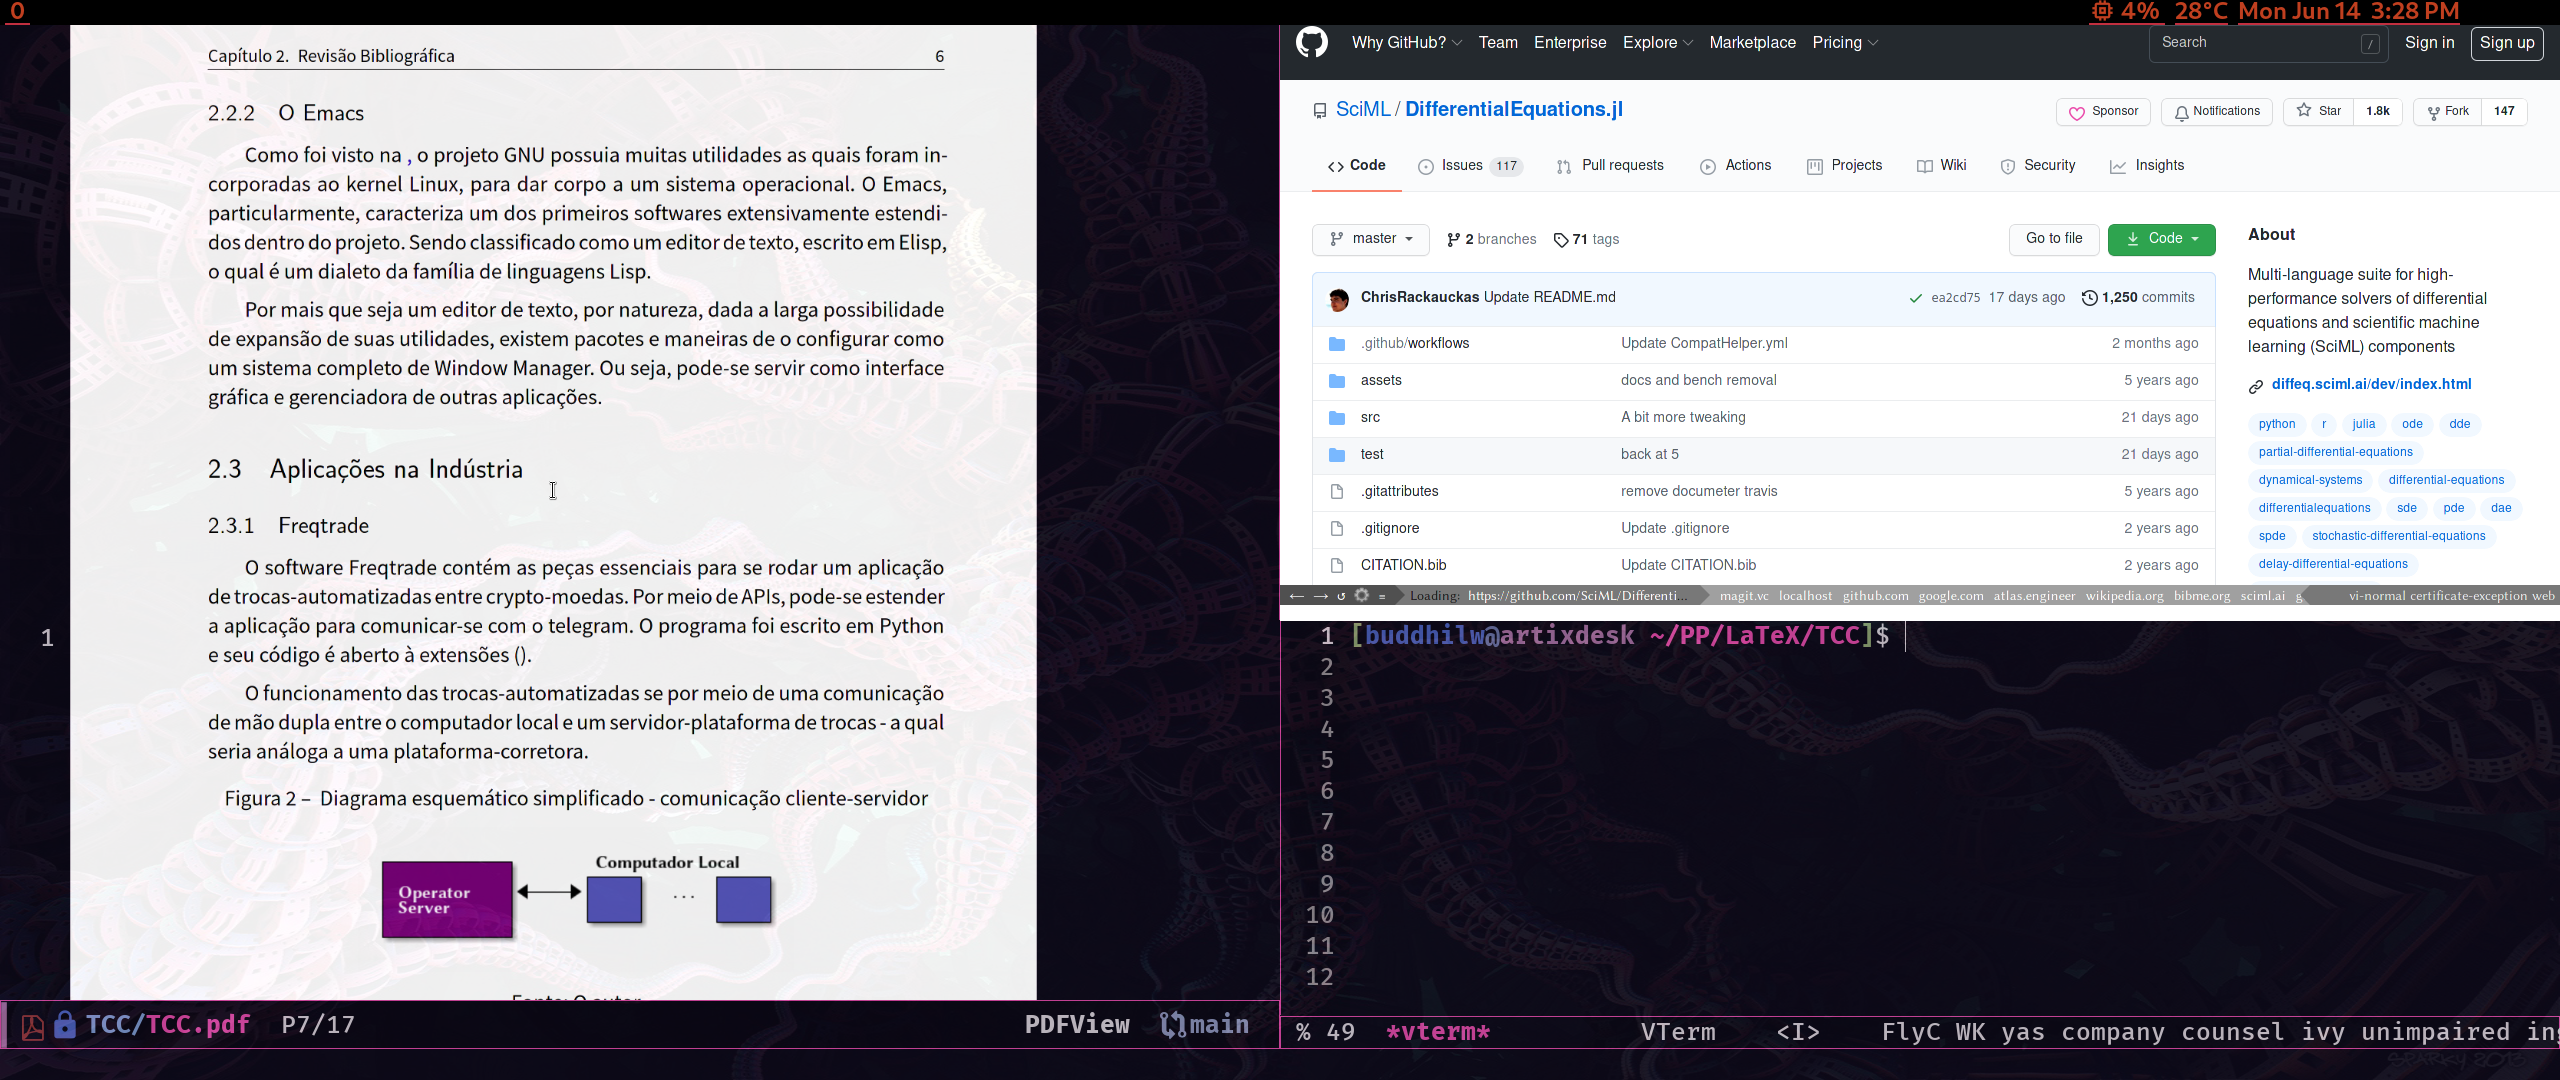 0
4% 28°C Mon Jun 14 3:28 PM
Capítulo 2. Revisão Bibliográfica 6
2.2.2 O Emacs
Como foi visto na , o projeto GNU possuia muitas utilidades as quais foram in-
corporadas ao kernel Linux, para dar corpo a um sistema operacional. O Emacs,
particularmente, caracteriza um dos primeiros softwares extensivamente estendi-
dos dentro do projeto. Sendo classificado como um editor de texto, escrito em Elisp,
o qual é um dialeto da família de linguagens Lisp.
Por mais que seja um editor de texto, por natureza, dada a larga possibilidade
de expansão de suas utilidades, existem pacotes e maneiras de o configurar como
um sistema completo de Window Manager. Ou seja, pode-se servir como interface
gráfica e gerenciadora de outras aplicações.
2.3 Aplicações na Indústria
2.3.1 Freqtrade
O software Freqtrade contém as peças essenciais para se rodar um aplicação
de trocas-automatizadas entre crypto-moedas. Por meio de APIs, pode-se estender
a aplicação para comunicar-se com o telegram. O programa foi escrito em Python
e seu código é aberto à extensões ().
O funcionamento das trocas-automatizadas se por meio de uma comunicação
de mão dupla entre o computador local e um servidor-plataforma de trocas - a qual
seria análoga a uma plataforma-corretora.
Figura 2 – Diagrama esquemático simplificado - comunicação cliente-servidor
Computador Local
Operator
Server
...
Fonte: O autor
1
TCC/TCC.pdf P7/17 PDFView main
Why GitHub? Team Enterprise Explore Marketplace Pricing Search / Sign in Sign up
SciML / DifferentialEquations.jl Sponsor Notifications Star 1.8k Fork 147
Code Issues 117 Pull requests Actions Projects Wiki Security Insights
master 2 branches 71 tags Go to file Code
ChrisRackauckas Update README.md ea2cd75 17 days ago 1,250 commits
.github/workflows Update CompatHelper.yml 2 months ago
assets docs and bench removal 5 years ago
src A bit more tweaking 21 days ago
test back at 5 21 days ago
.gitattributes remove documeter travis 5 years ago
.gitignore Update .gitignore 2 years ago
CITATION.bib Update CITATION.bib 2 years ago
About
Multi-language suite for high-
performance solvers of differential
equations and scientific machine
learning (SciML) components
diffeq.sciml.ai/dev/index.html
python r julia ode dde
partial-differential-equations
dynamical-systems differential-equations
differentialequations sde pde dae
spde stochastic-differential-equations
delay-differential-equations
← → ↺ = Loading: https://github.com/SciML/Differenti... magit.vc localhost github.com google.com atlas.engineer wikipedia.org bibme.org sciml.ai g vi-normal certificate-exception web
1 [buddhilw@artixdesk ~/PP/LaTeX/TCC]$
2
3
4
5
6
7
8
9
10
11
12
% 49 *vterm* VTerm <I> FlyC WK yas company counsel ivy unimpaired in
SPARKY 201